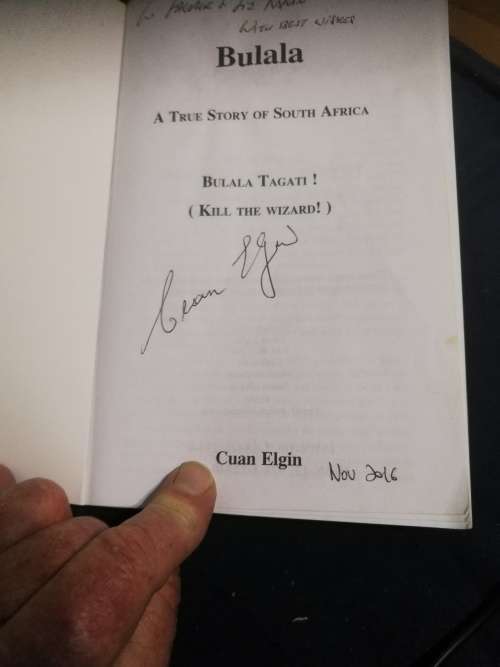 With best wishes
Bulala
A True Story of South Africa
Bulala Tagati !
( Kill the wizard! )
Cuan Elgin
Cuan Elgin
Nov 2016